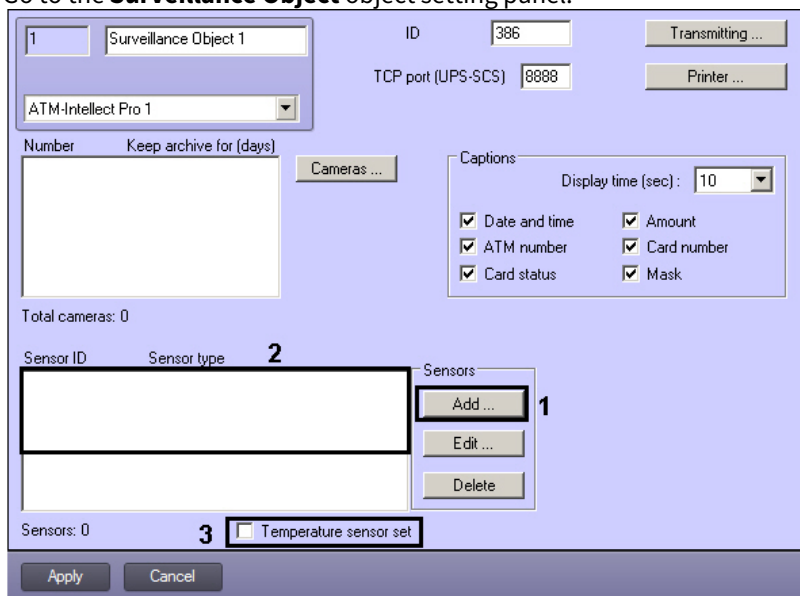 Go to the Surveillance Object object setting panel.
1 Surveillance Object 1 ID 386 Transmitting ...
TCP port (UPS-SCS) 8888 Printer ...
ATM-Intellect Pro 1
Number Keep archive for (days)
Cameras ...
Captions
Display time (sec) : 10
Date and time Amount
ATM number Card number
Card status Mask
Total cameras: 0
Sensor ID Sensor type 2
Sensors
Add ... 1
Edit ...
Delete
Sensors: 0 3 Temperature sensor set
Apply Cancel